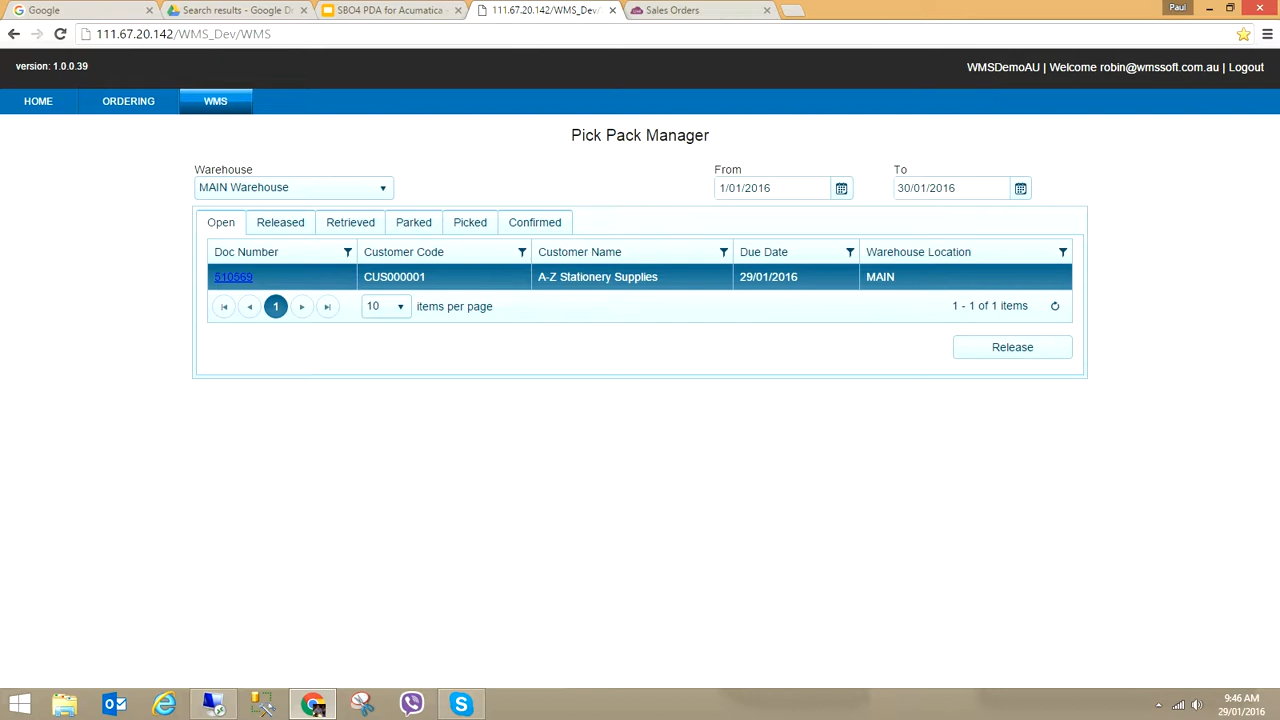 Google
Search results - Google Dr
SBO4 PDA for Acumatica -
111.67.20.142/WMS_Dev/
Sales Orders
Paul
111.67.20.142/WMS_Dev/WMS
version: 1.0.0.39
WMSDemoAU | Welcome robin@wmssoft.com.au | Logout
HOME
ORDERING
WMS
Pick Pack Manager
Warehouse
From
To
MAIN Warehouse
1/01/2016
30/01/2016
Open
Released
Retrieved
Parked
Picked
Confirmed
Doc Number
Customer Code
Customer Name
Due Date
Warehouse Location
510569
CUS000001
A-Z Stationery Supplies
29/01/2016
MAIN
1
10
items per page
1 - 1 of 1 items
Release
9:46 AM
29/01/2016